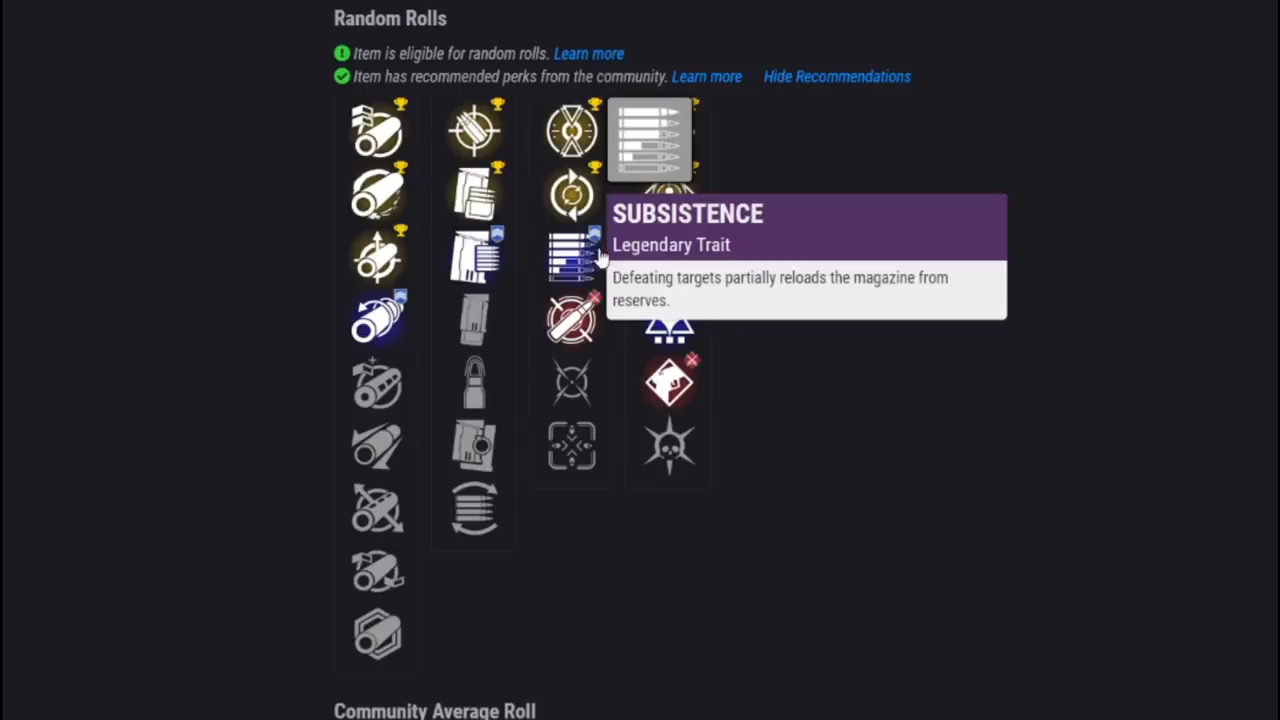 Random Rolls
Item is eligible for random rolls. Learn more
Item has recommended perks from the community. Learn more Hide Recommendations
SUBSISTENCE
Legendary Trait
Defeating targets partially reloads the magazine from
reserves.
Community Average Roll